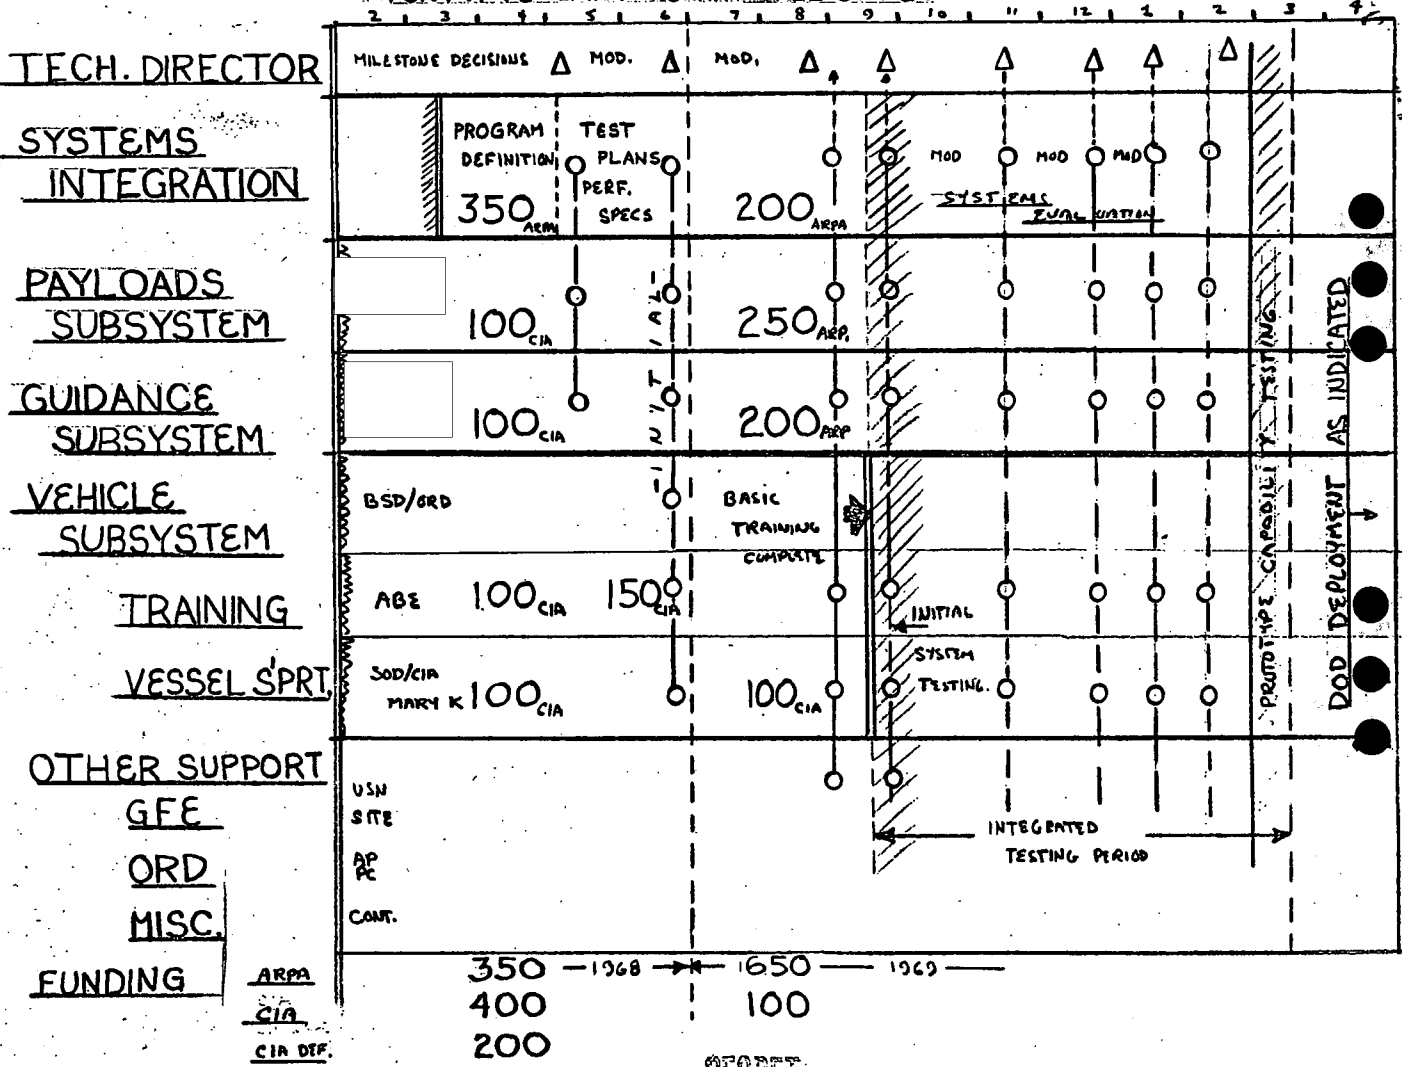 2 3 4 5 6 7 8 9 10 11 12 1 2 3 4
TECH. DIRECTOR
MILESTONE DECISIONS Δ MOD. Δ MOD. Δ Δ Δ Δ Δ Δ
SYSTEMS
INTEGRATION
PROGRAM
DEFINITION
350 ARPA
TEST
PLANS
PERF.
SPECS
200 ARPA
MOD MOD MOD
SYSTEMS
EVALUATION
PAYLOADS
SUBSYSTEM
100 CIA
250 ARP.
GUIDANCE
SUBSYSTEM
100 CIA
200 ARP
INITIAL
VEHICLE
SUBSYSTEM
BSD/ORD
BASIC
TRAINING
COMPLETE
TRAINING
ABE 100 CIA 150 CIA
INITIAL
SYSTEM
TESTING.
VESSEL S'PRT.
SOD/CIA
MARY K 100 CIA
100 CIA
PROTOTYPE CAPABILITY TESTING
DOD DEPLOYMENT AS INDICATED
OTHER SUPPORT
GFE
ORD
MISC.
USN
SITE
AP
PC
CONT.
INTEGRATED
TESTING PERIOD
FUNDING
ARPA 350 1968 1650 1969
CIA 400 100
CIA DEF. 200